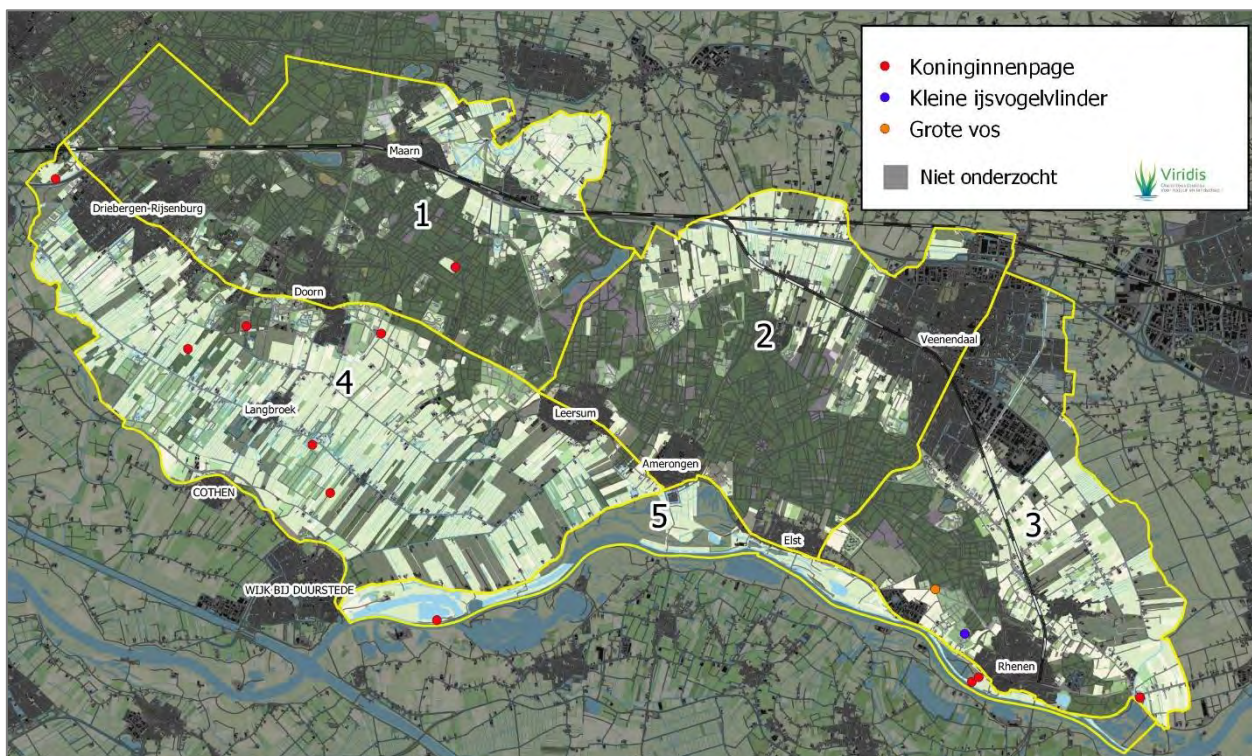 Koninginnenpage
Kleine ijsvogelvlinder
Grote vos
Niet onderzocht
Viridis
Maarn
1
Driebergen-Rijsenburg
Doorn
2
Veenendaal
4
Langbroek
Leersum
Amerongen
COTHEN
5
Elst
3
WIJK BIJ DUURSTEDE
Rhenen